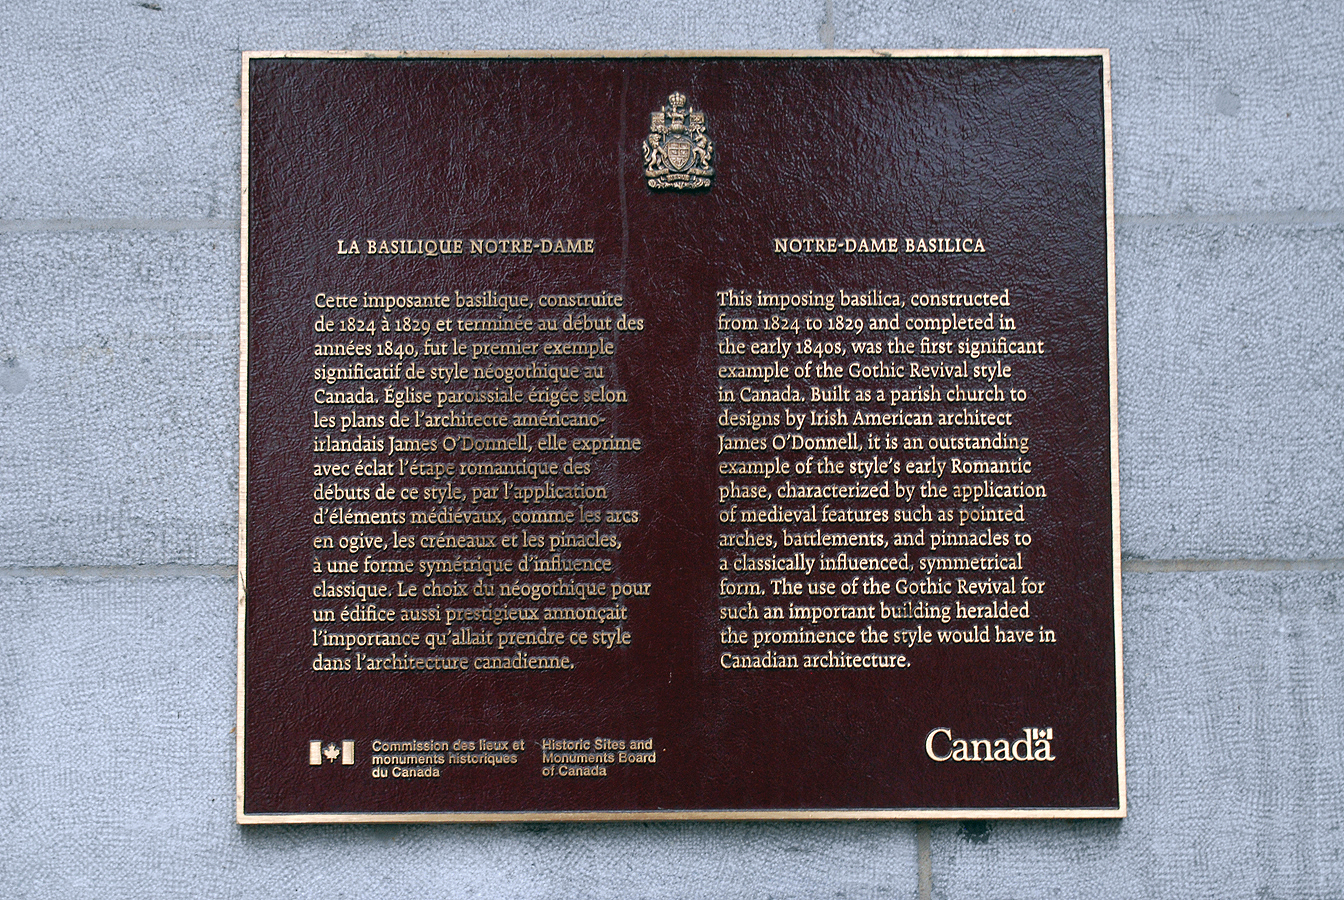 LA BASILIQUE NOTRE-DAME
Cette imposante basilique, construite
de 1824 à 1829 et terminée au début des
années 1840, fut le premier exemple
significatif de style néogothique au
Canada. Église paroissiale érigée selon
les plans de l'architecte américano-
irlandais James O'Donnell, elle exprime
avec éclat l'étape romantique des
débuts de ce style, par l'application
d'éléments médiévaux, comme les arcs
en ogive, les créneaux et les pinacles,
à une forme symétrique d'influence
classique. Le choix du néogothique pour
un édifice aussi prestigieux annonçait
l'importance qu'allait prendre ce style
dans l'architecture canadienne.
NOTRE-DAME BASILICA
This imposing basilica, constructed
from 1824 to 1829 and completed in
the early 1840s, was the first significant
example of the Gothic Revival style
in Canada. Built as a parish church to
designs by Irish American architect
James O'Donnell, it is an outstanding
example of the style's early Romantic
phase, characterized by the application
of medieval features such as pointed
arches, battlements, and pinnacles to
a classically influenced, symmetrical
form. The use of the Gothic Revival for
such an important building heralded
the prominence the style would have in
Canadian architecture.
Commission des lieux et
monuments historiques
du Canada
Historic Sites and
Monuments Board
of Canada
Canada